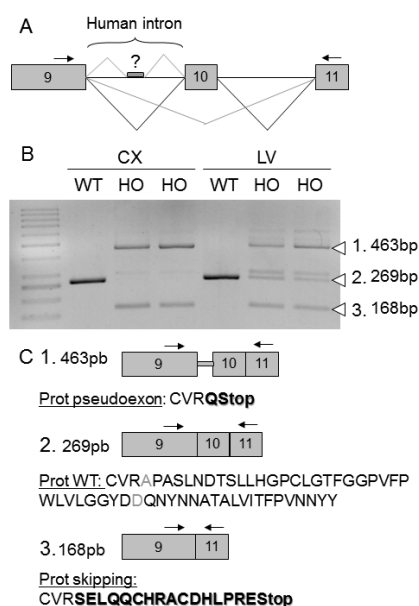 A
Human intron
?
9
10
11
B
CX
LV
WT HO HO WT HO HO
1. 463bp
2. 269bp
3. 168bp
C 1. 463pb
9
10
11
Prot pseudoexon: CVRQStop
2. 269pb
9
10
11
Prot WT: CVRAPASLNDTSLLHGPCLGTFGGPVFP
WLVLGGYDDQNYNNATALVITFPVNNYY
3. 168pb
9
11
Prot skipping:
CVRSELQQCHRACDHLPREStop